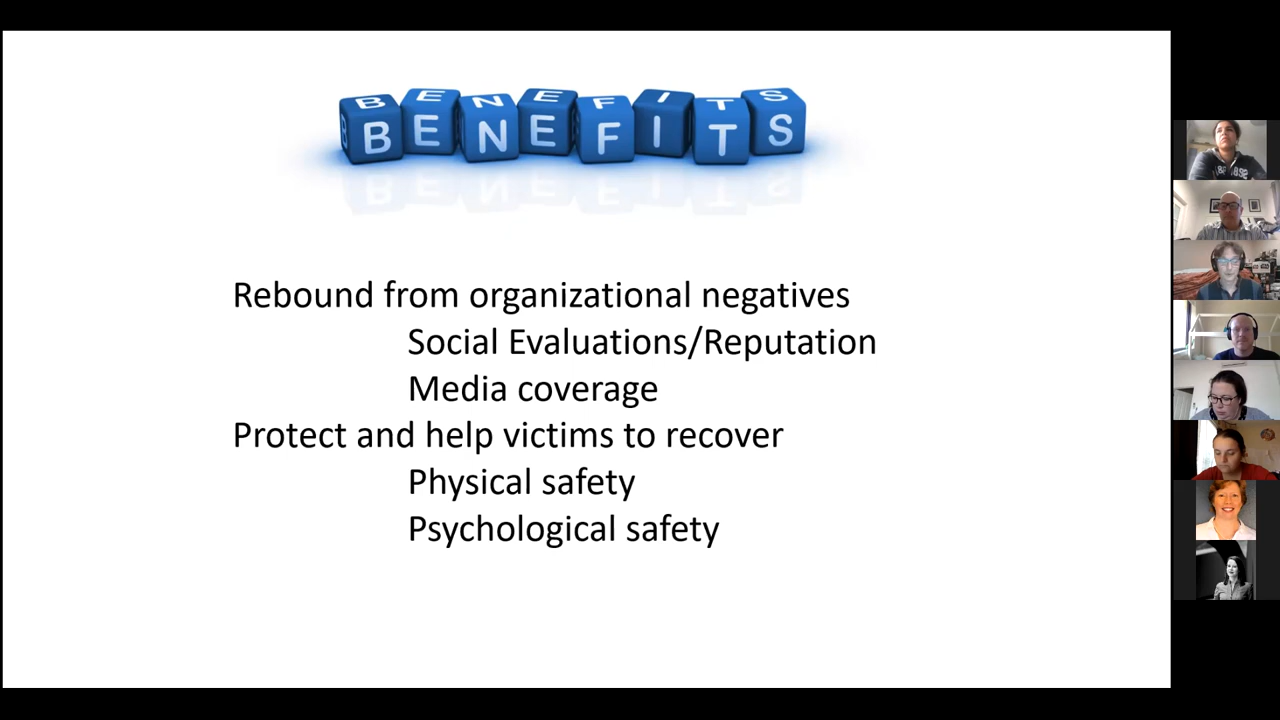 BENEFITS
Rebound from organizational negatives
Social Evaluations/Reputation
Media coverage
Protect and help victims to recover
Physical safety
Psychological safety